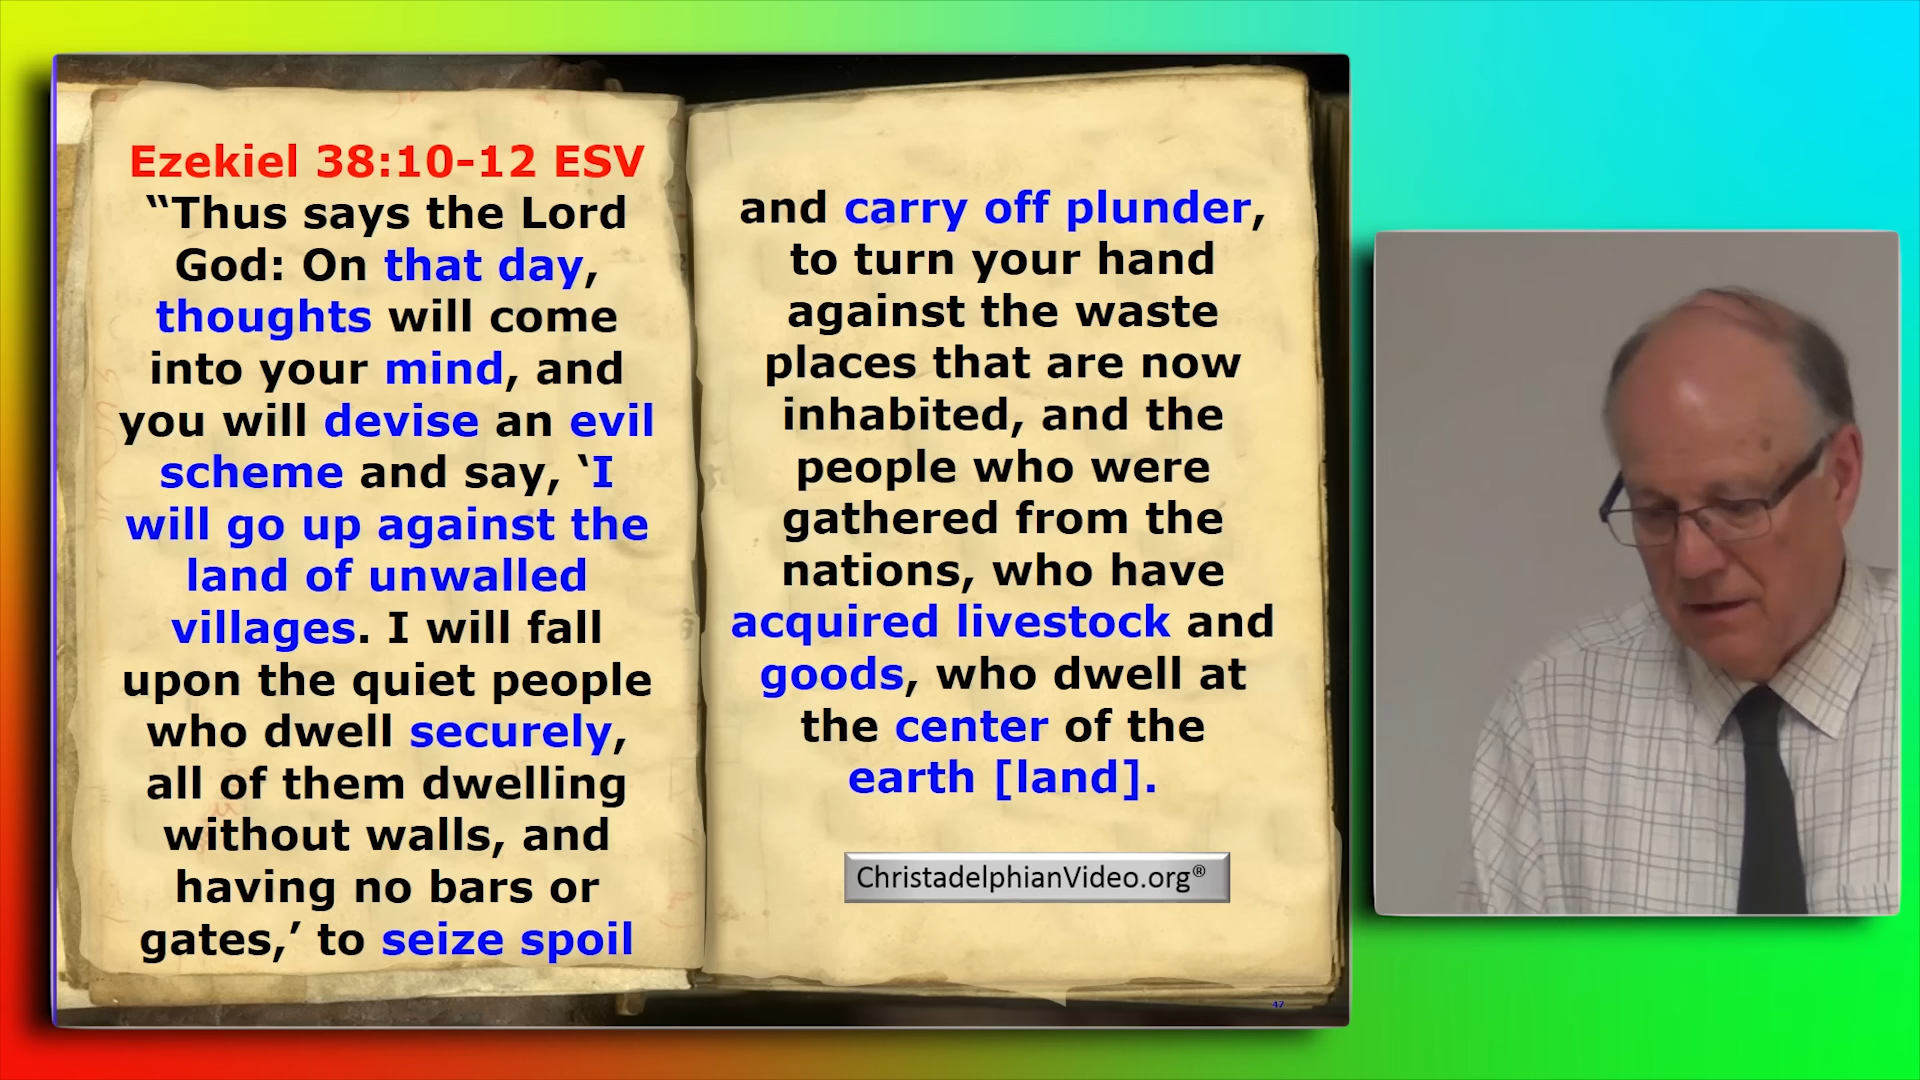 Ezekiel 38:10-12 ESV
“Thus says the Lord
God: On that day,
thoughts will come
into your mind, and
you will devise an evil
scheme and say, ‘I
will go up against the
land of unwalled
villages. I will fall
upon the quiet people
who dwell securely,
all of them dwelling
without walls, and
having no bars or
gates,’ to seize spoil
and carry off plunder,
to turn your hand
against the waste
places that are now
inhabited, and the
people who were
gathered from the
nations, who have
acquired livestock and
goods, who dwell at
the center of the
earth [land].
ChristadelphianVideo.org®
47